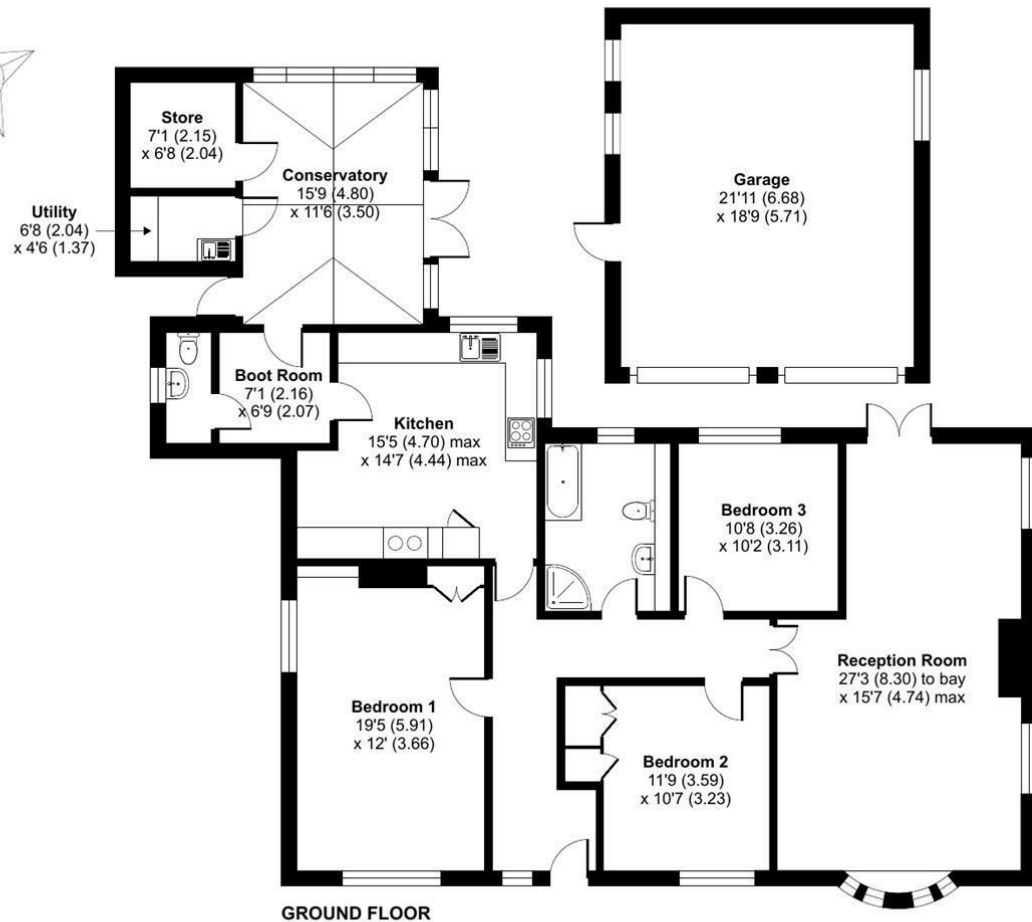 Store
7'1 (2.15)
x 6'8 (2.04)
Conservatory
15'9 (4.80)
x 11'6 (3.50)
Garage
21'11 (6.68)
x 18'9 (5.71)
Utility
6'8 (2.04)
x 4'6 (1.37)
Boot Room
7'1 (2.16)
x 6'9 (2.07)
Kitchen
15'5 (4.70) max
x 14'7 (4.44) max
Bedroom 3
10'8 (3.26)
x 10'2 (3.11)
Reception Room
27'3 (8.30) to bay
x 15'7 (4.74) max
Bedroom 1
19'5 (5.91)
x 12' (3.66)
Bedroom 2
11'9 (3.59)
x 10'7 (3.23)
GROUND FLOOR